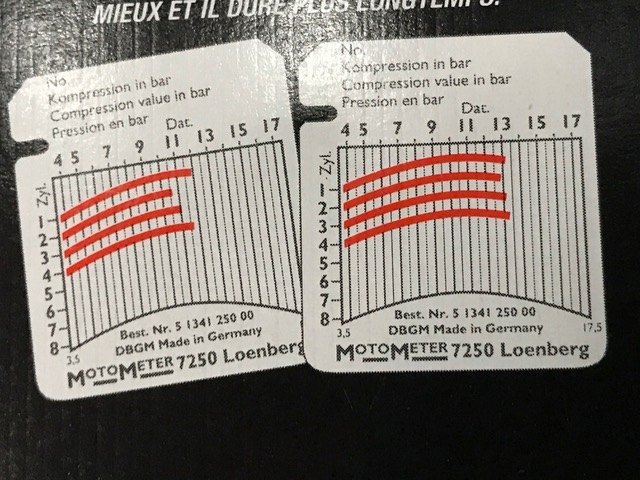 MIEUX ET IL DURE PLUS LONGTEMPS.
No.
Kompression in bar
Compression value in bar
Pression en bar Dat.
4 5 7 9 11 13 15 17
Zyl.
1
2
3
4
5
6
7
8
3,5
Best. Nr. 5 1341 250 00
DBGM Made in Germany
MOTOMETER 7250 Loenberg
No.
Kompression in bar
Compression value in bar
Pression en bar Dat.
4 5 7 9 11 13 15 17
Zyl.
1
2
3
4
5
6
7
8
3,5 17,5
Best. Nr. 5 1341 250 00
DBGM Made in Germany
MOTOMETER 7250 Loenberg